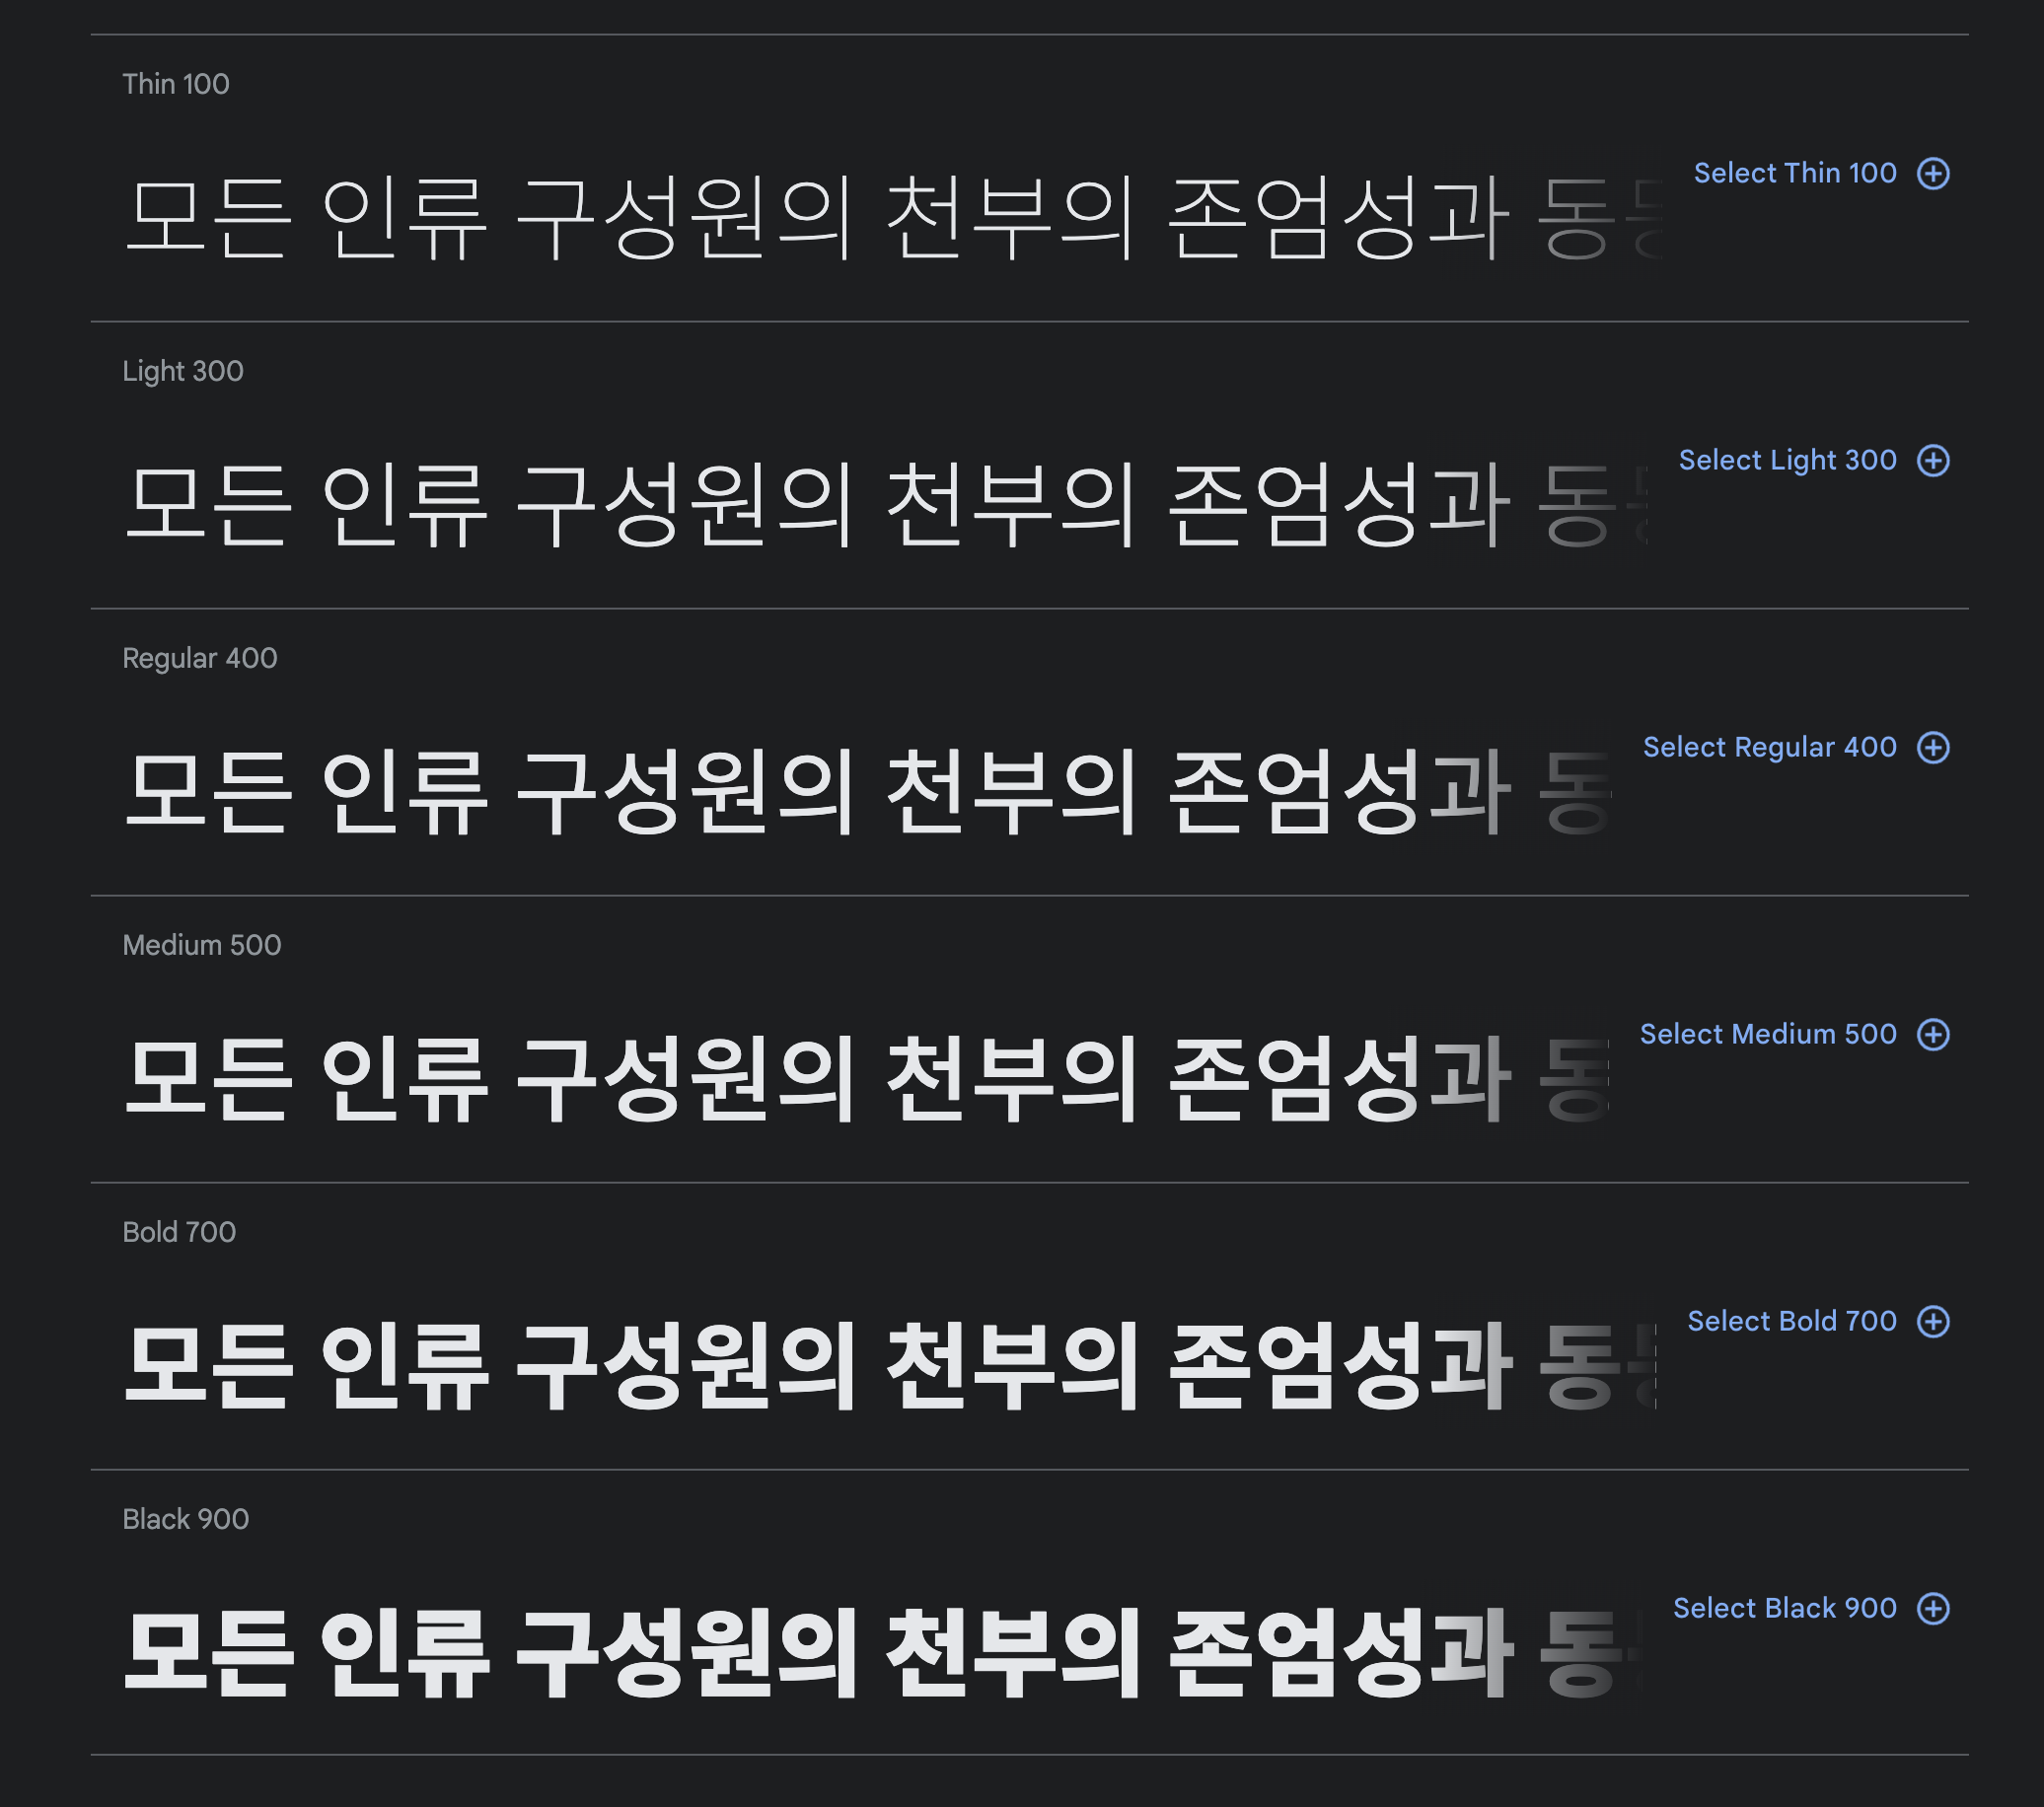 Thin 100
모든 인류 구성원의 천부의 존엄성과 동
Select Thin 100
Light 300
모든 인류 구성원의 천부의 존엄성과 동
Select Light 300
Regular 400
모든 인류 구성원의 천부의 존엄성과 동
Select Regular 400
Medium 500
모든 인류 구성원의 천부의 존엄성과 동
Select Medium 500
Bold 700
모든 인류 구성원의 천부의 존엄성과 동
Select Bold 700
Black 900
모든 인류 구성원의 천부의 존엄성과 동
Select Black 900